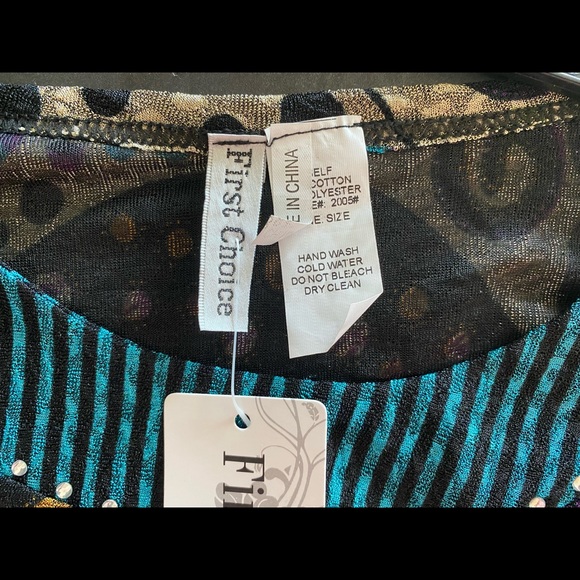 First Choice
E IN CHINA
ELF
COTTON
OLYESTER
E#: 2005#
E SIZE
HAND WASH
COLD WATER
DO NOT BLEACH
DRY CLEAN
Fi